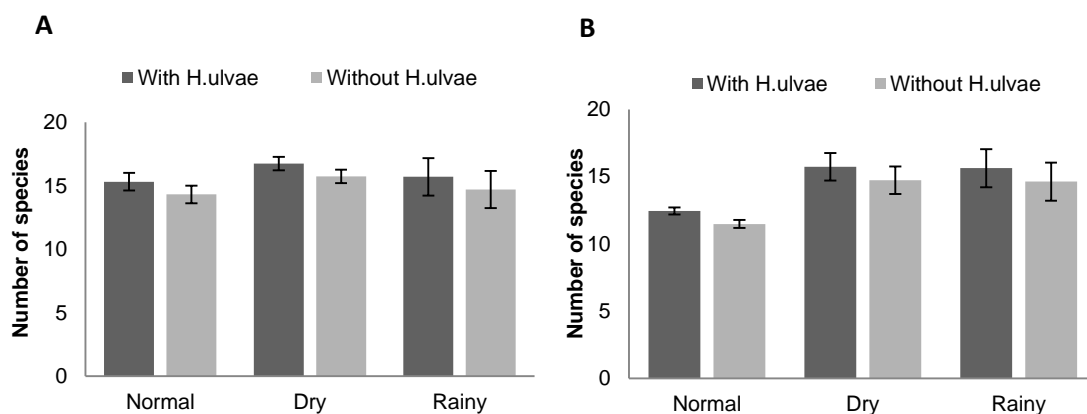 A
With H.ulvae Without H.ulvae
Number of species
20
15
10
5
0
Normal Dry Rainy
B
With H.ulvae Without H.ulvae
Number of species
20
15
10
5
0
Normal Dry Rainy